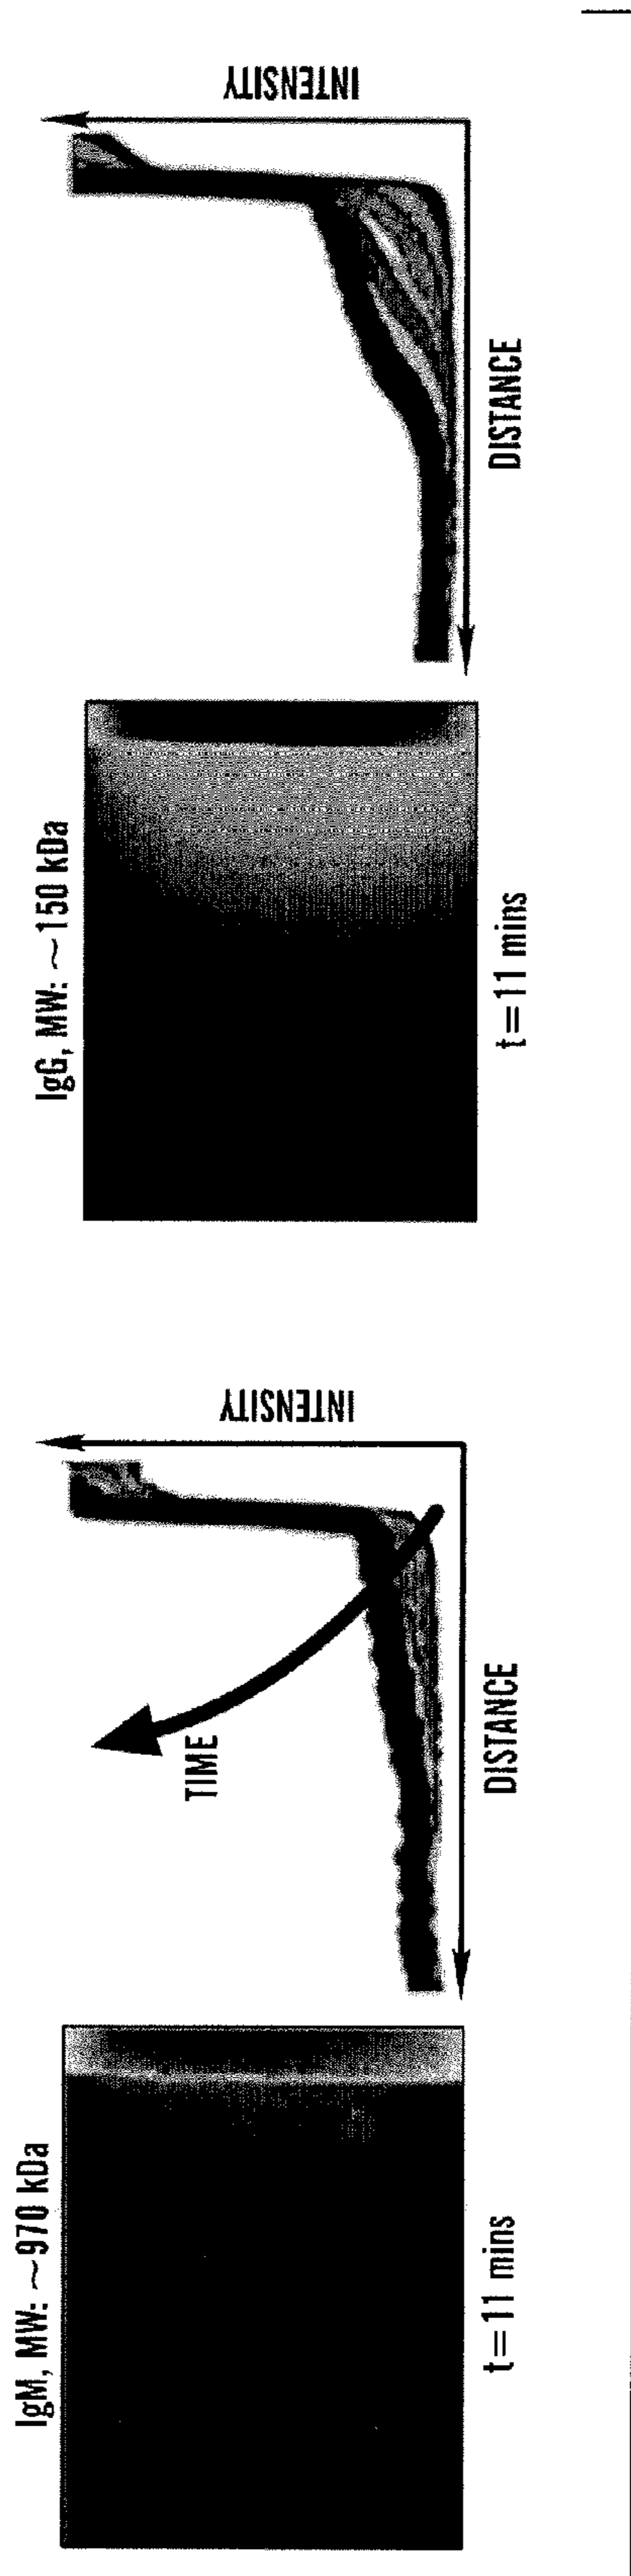 IgM, MW: ~970 kDa
t=11 mins
TIME
DISTANCE
INTENSITY
IgG, MW: ~150 kDa
t=11 mins
DISTANCE
INTENSITY